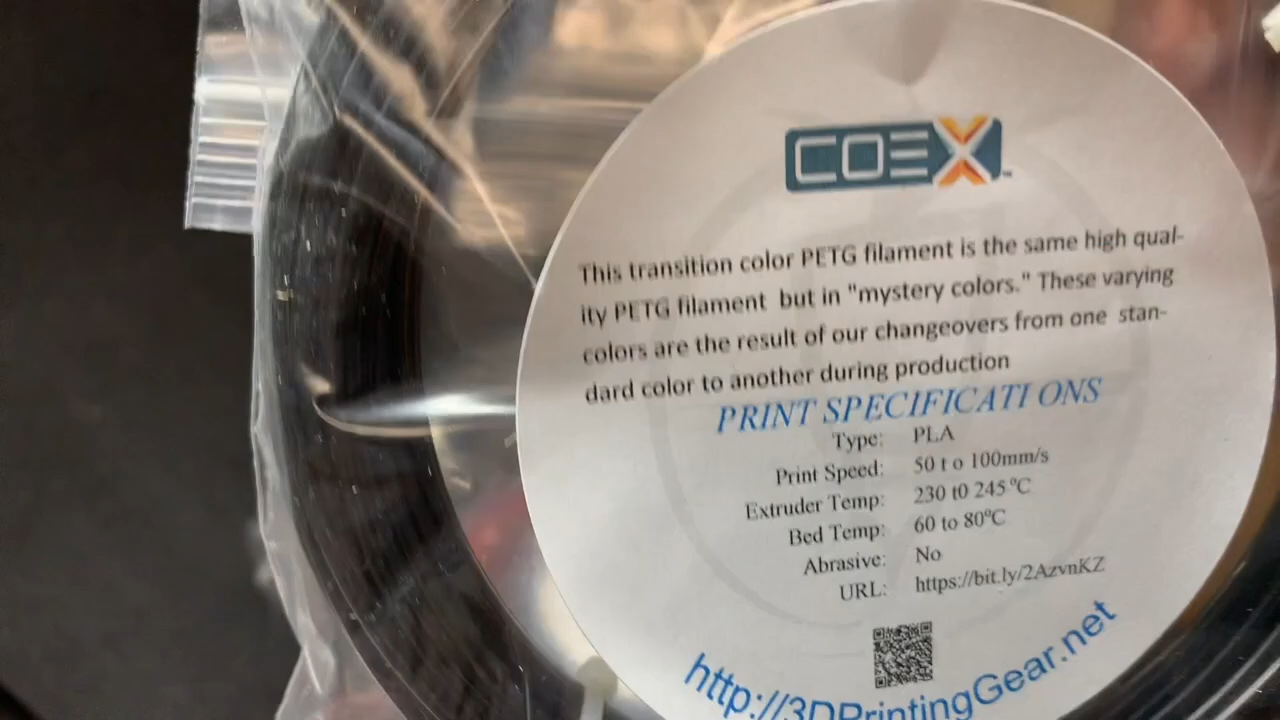 COEX™
This transition color PETG filament is the same high qual-
ity PETG filament but in "mystery colors." These varying
colors are the result of our changeovers from one stan-
dard color to another during production
PRINT SPECIFICATI ONS
Type: PLA
Print Speed: 50 t o 100mm/s
Extruder Temp: 230 t0 245°C
Bed Temp: 60 to 80°C
Abrasive: No
URL: https://bit.ly/2AzvnKZ
http://3DPrintingGear.net